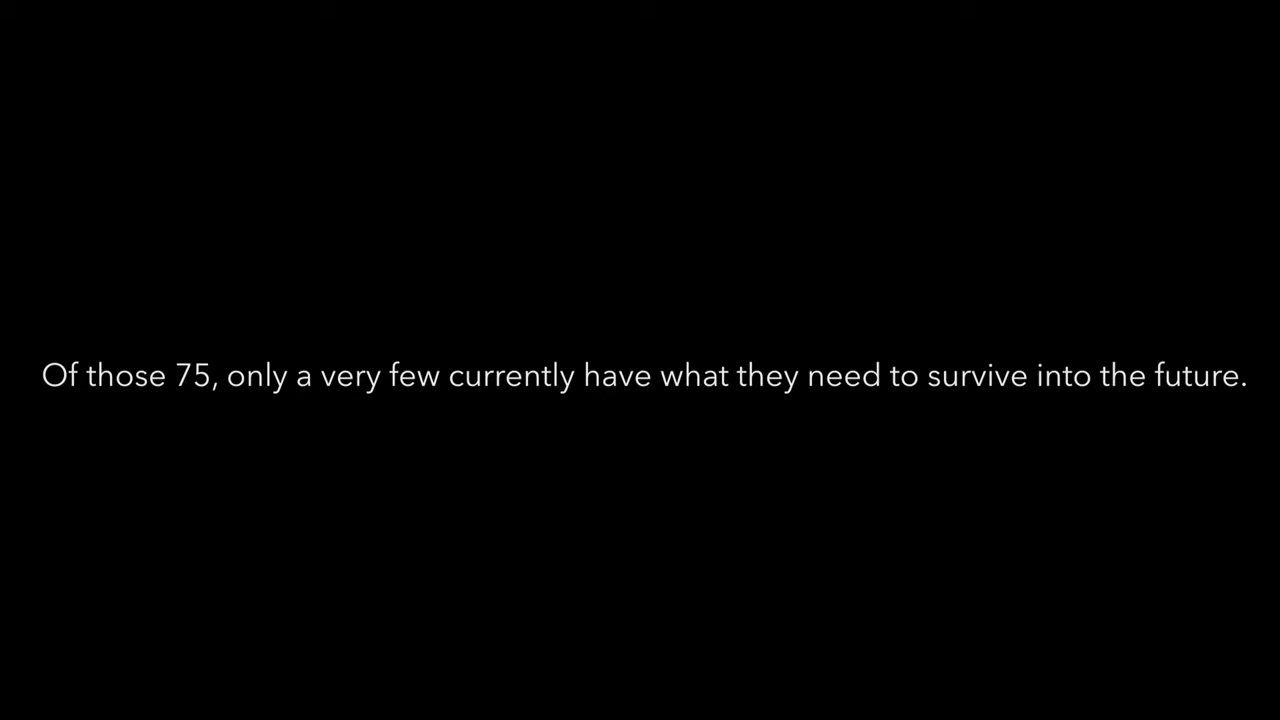 Of those 75, only a very few currently have what they need to survive into the future.